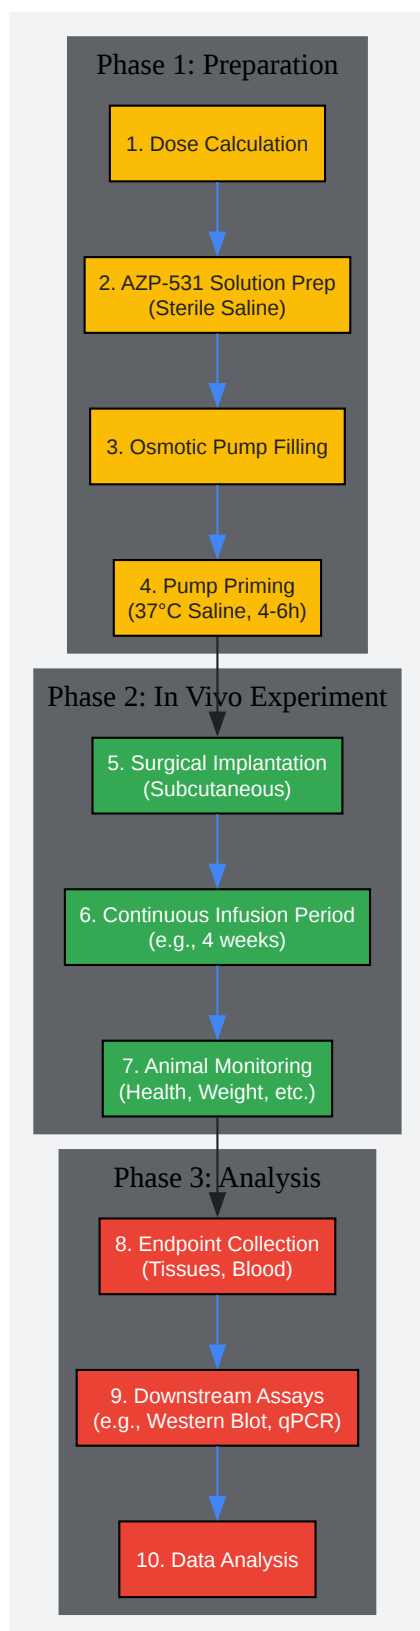 Phase 1: Preparation
1. Dose Calculation
2. AZP-531 Solution Prep
(Sterile Saline)
3. Osmotic Pump Filling
4. Pump Priming
(37°C Saline, 4-6h)
Phase 2: In Vivo Experiment
5. Surgical Implantation
(Subcutaneous)
6. Continuous Infusion Period
(e.g., 4 weeks)
7. Animal Monitoring
(Health, Weight, etc.)
Phase 3: Analysis
8. Endpoint Collection
(Tissues, Blood)
9. Downstream Assays
(e.g., Western Blot, qPCR)
10. Data Analysis